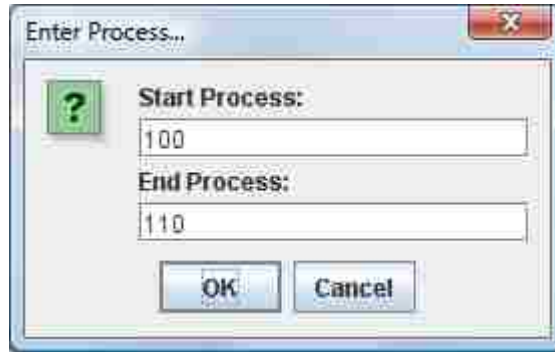 Enter Process...
?
Start Process:
100
End Process:
110
OK Cancel